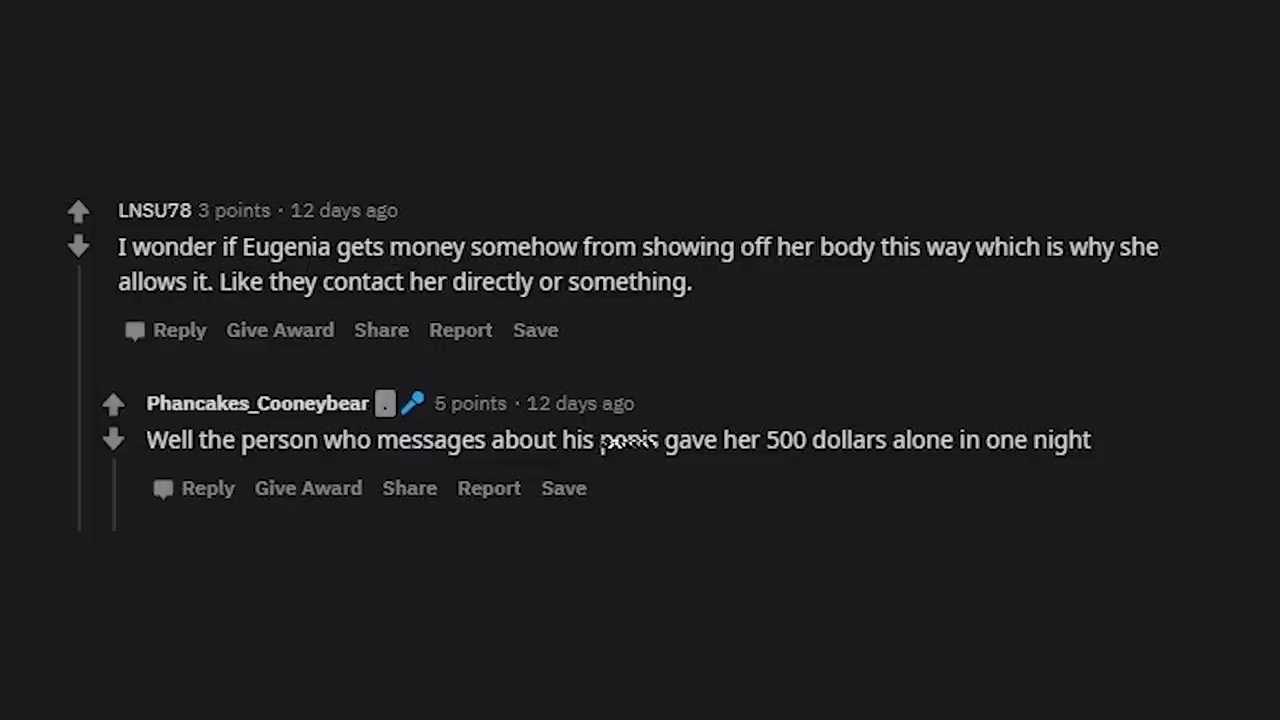 LNSU78 3 points · 12 days ago
I wonder if Eugenia gets money somehow from showing off her body this way which is why she
allows it. Like they contact her directly or something.
Reply Give Award Share Report Save
Phancakes_Cooneybear . 5 points · 12 days ago
Well the person who messages about his gave her 500 dollars alone in one night
Reply Give Award Share Report Save